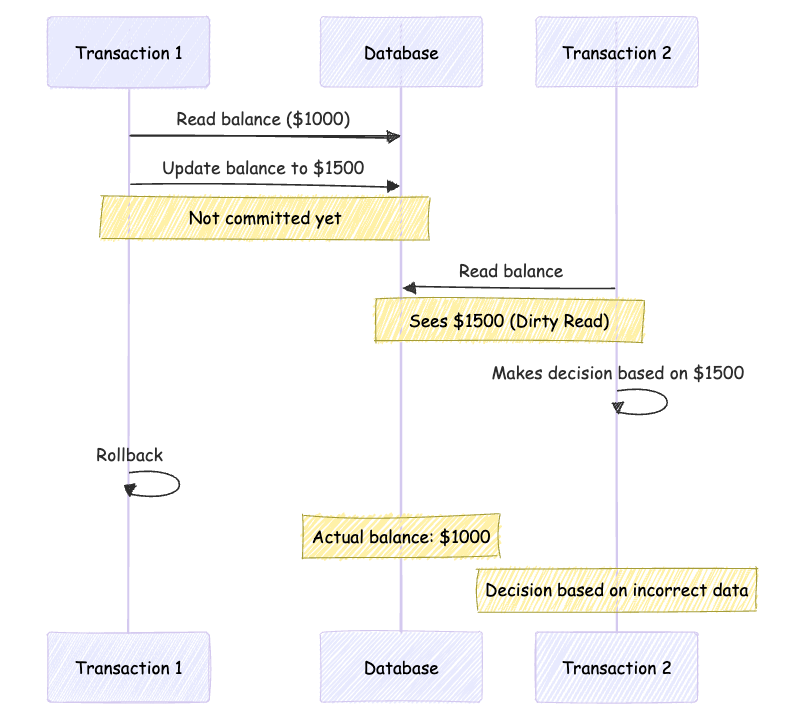 Transaction 1
Database
Transaction 2
Read balance ($1000)
Update balance to $1500
Not committed yet
Read balance
Sees $1500 (Dirty Read)
Makes decision based on $1500
Rollback
Actual balance: $1000
Decision based on incorrect data
Transaction 1
Database
Transaction 2